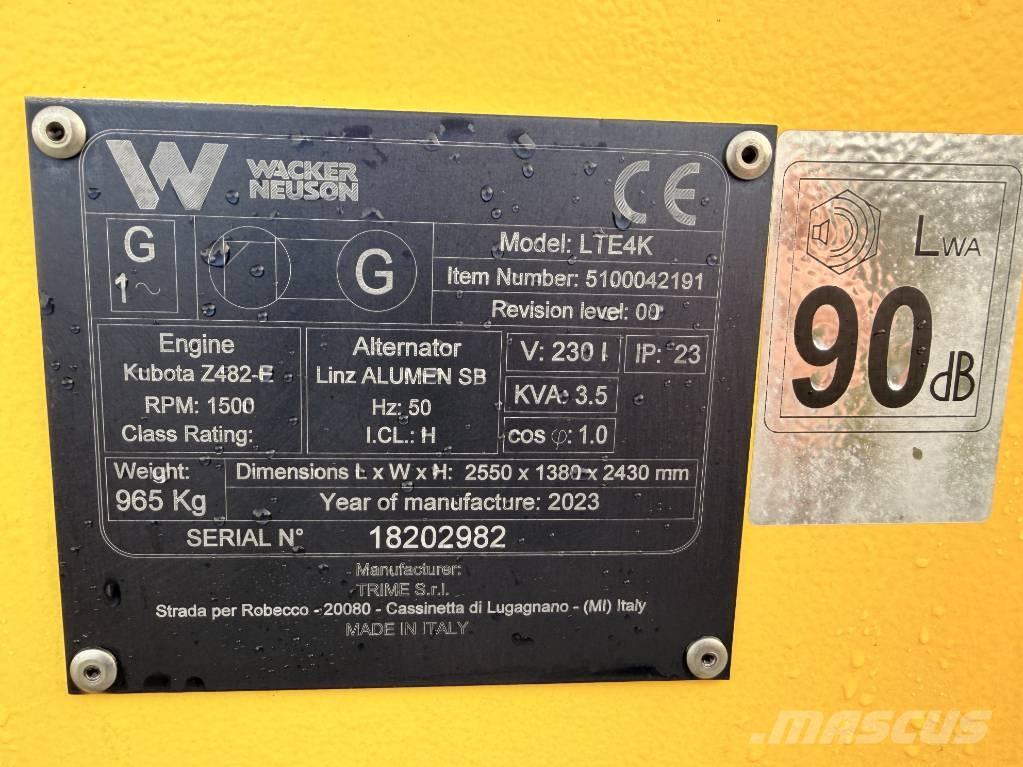 WACKER
NEUSON
CE
G
1~
G
Model: LTE4K
Item Number: 5100042191
Revision level: 00
Engine
Kubota Z482-E
RPM: 1500
Class Rating:
Alternator
Linz ALUMEN SB
Hz: 50
I.CL.: H
V: 230 I
IP: 23
KVA: 3.5
cos φ: 1.0
Weight:
965 Kg
Dimensions L x W x H: 2550 x 1380 x 2430 mm
Year of manufacture: 2023
SERIAL N° 18202982
Manufacturer:
TRIME S.r.l.
Strada per Robecco - 20080 - Cassinetta di Lugagnano - (MI) Italy
MADE IN ITALY
LWA
90 dB
MASCUS